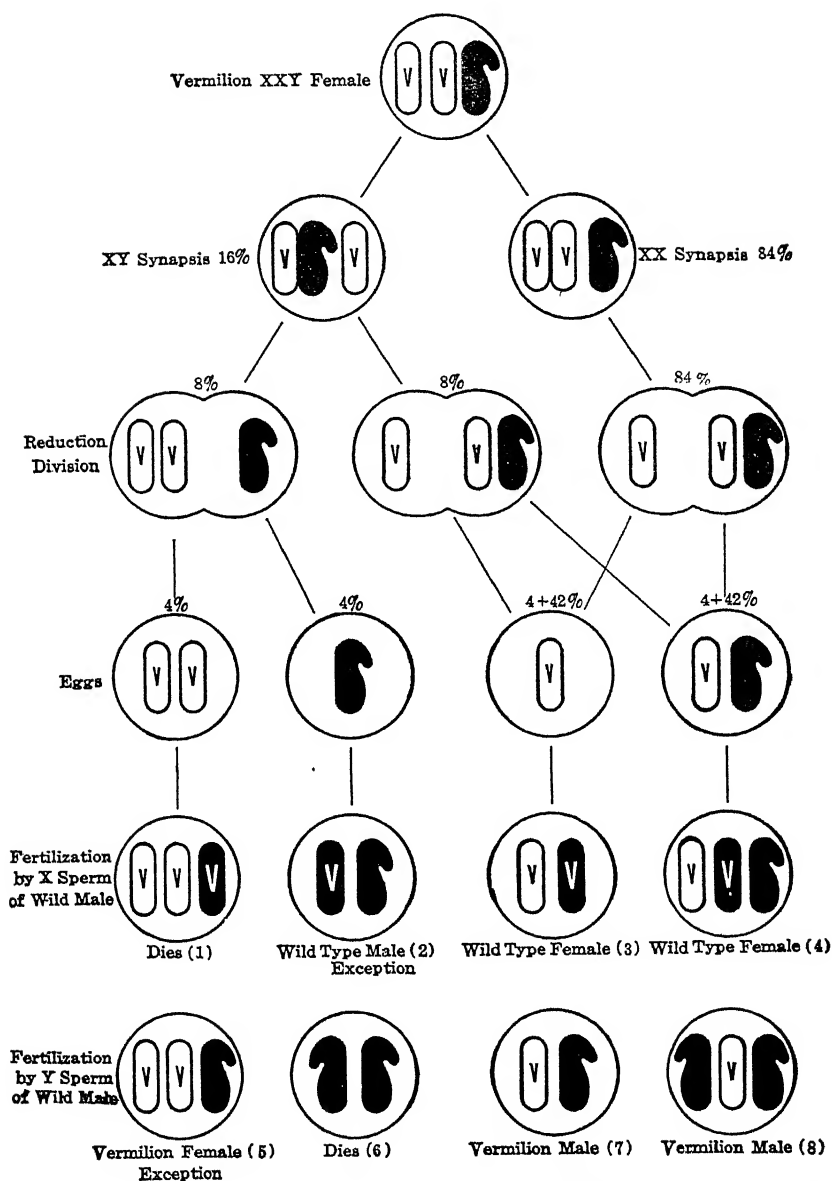 Vermilion XXY Female
V V
XY Synapsis 16%
V V
V V
XX Synapsis 84%
8% 8% 84%
Reduction
Division
V V
V V
V V
4% 4% 4+42% 4+42%
Eggs
V V
V
V
Fertilization
by X Sperm
of Wild Male
V V V
V
V V
V V
Dies (1)
Wild Type Male (2)
Exception
Wild Type Female (3)
Wild Type Female (4)
Fertilization
by Y Sperm
of Wild Male
V V
V
V
Vermilion Female (5)
Exception
Dies (6)
Vermilion Male (7)
Vermilion Male (8)